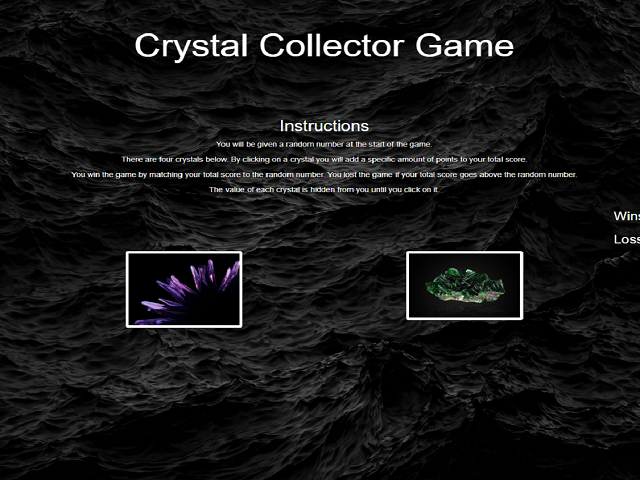 Crystal Collector Game
Instructions
You will be given a random number at the start of the game.
There are four crystals below. By clicking on a crystal you will add a specific amount of points to your total score.
You win the game by matching your total score to the random number. You lost the game if your total score goes above the random number.
The value of each crystal is hidden from you until you click on it.
Wins
Loss